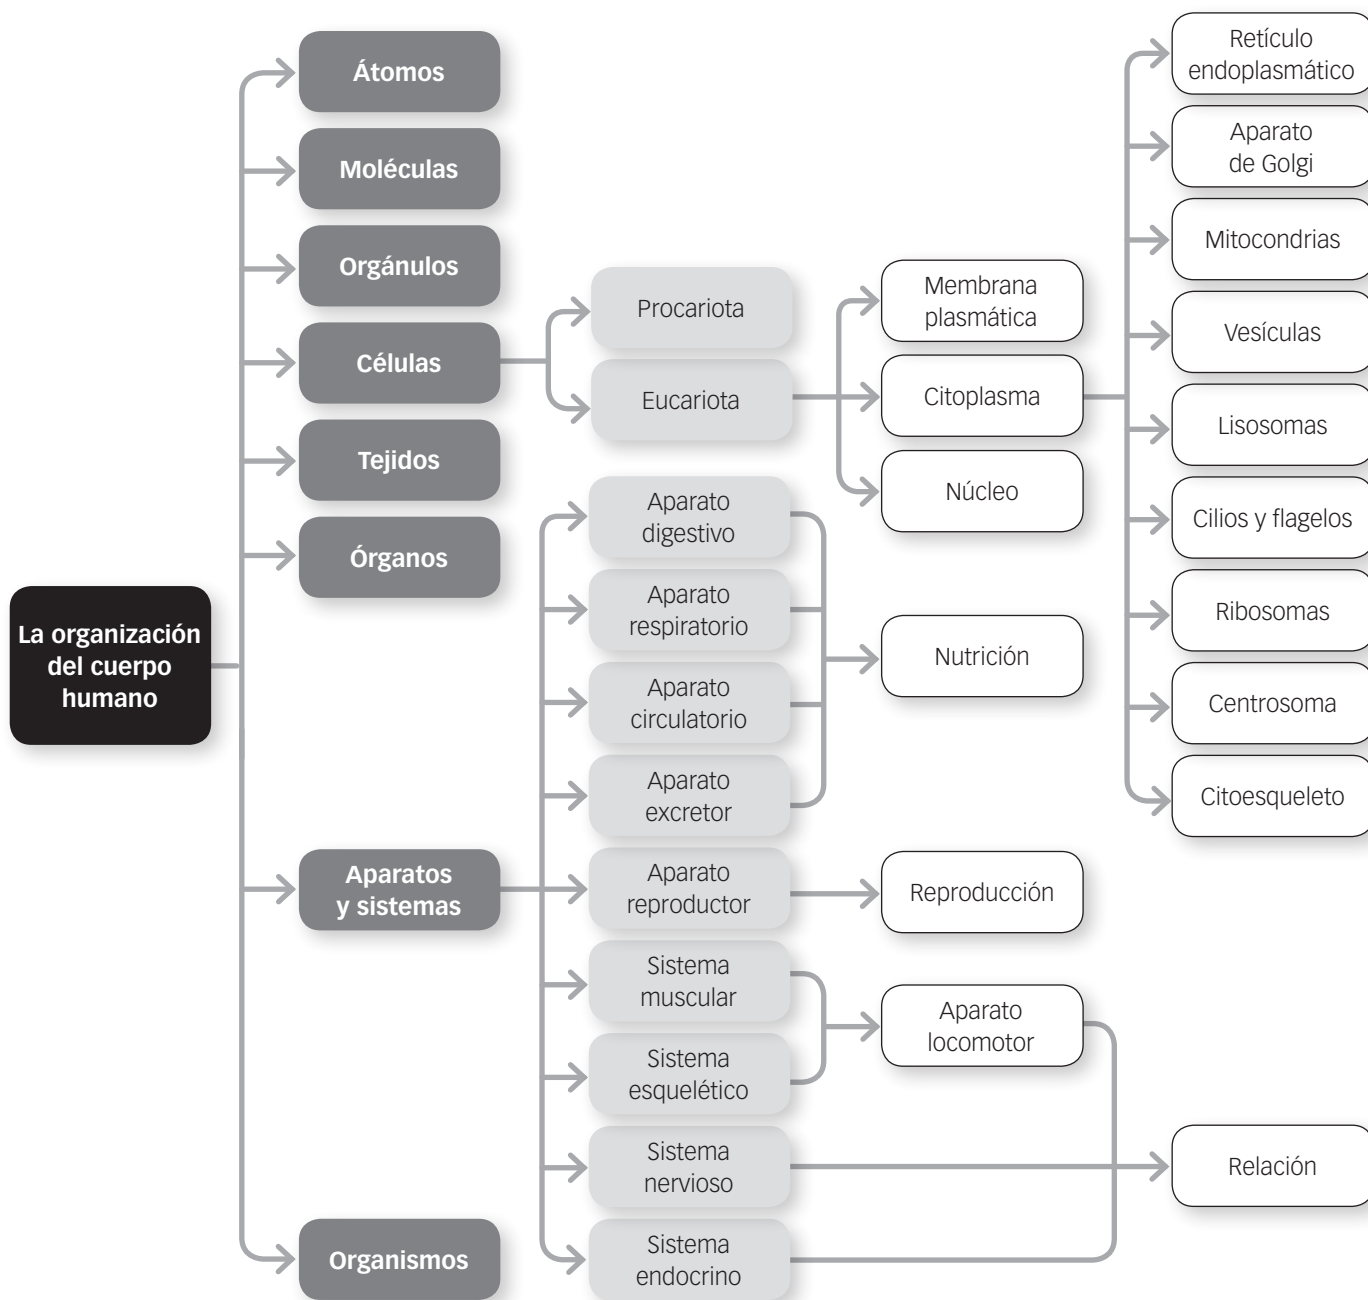 La organización
del cuerpo
humano
Átomos
Moléculas
Orgánulos
Células
Tejidos
Órganos
Aparatos
y sistemas
Organismos
Procariota
Eucariota
Aparato
digestivo
Aparato
respiratorio
Aparato
circulatorio
Aparato
excretor
Aparato
reproductor
Sistema
muscular
Sistema
esquelético
Sistema
nervioso
Sistema
endocrino
Membrana
plasmática
Citoplasma
Núcleo
Nutrición
Reproducción
Aparato
locomotor
Retículo
endoplasmático
Aparato
de Golgi
Mitocondrias
Vesículas
Lisosomas
Cilios y flagelos
Ribosomas
Centrosoma
Citoesqueleto
Relación